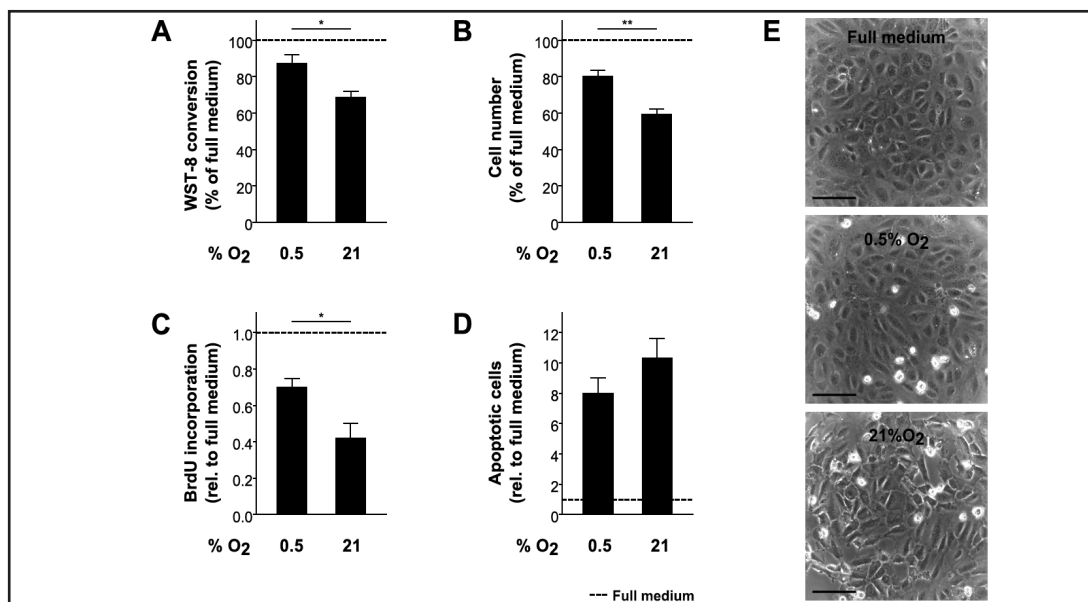 A
*
100
80
60
40
20
0
WST-8 conversion
(% of full medium)
% O2 0.5 21
B
**
100
80
60
40
20
0
Cell number
(% of full medium)
% O2 0.5 21
C
*
1.0
0.8
0.6
0.4
0.2
0.0
BrdU incorporation
(rel. to full medium)
% O2 0.5 21
D
12
10
8
6
4
2
0
Apoptotic cells
(rel. to full medium)
% O2 0.5 21
Full medium
E
Full medium
0.5% O2
21%O2